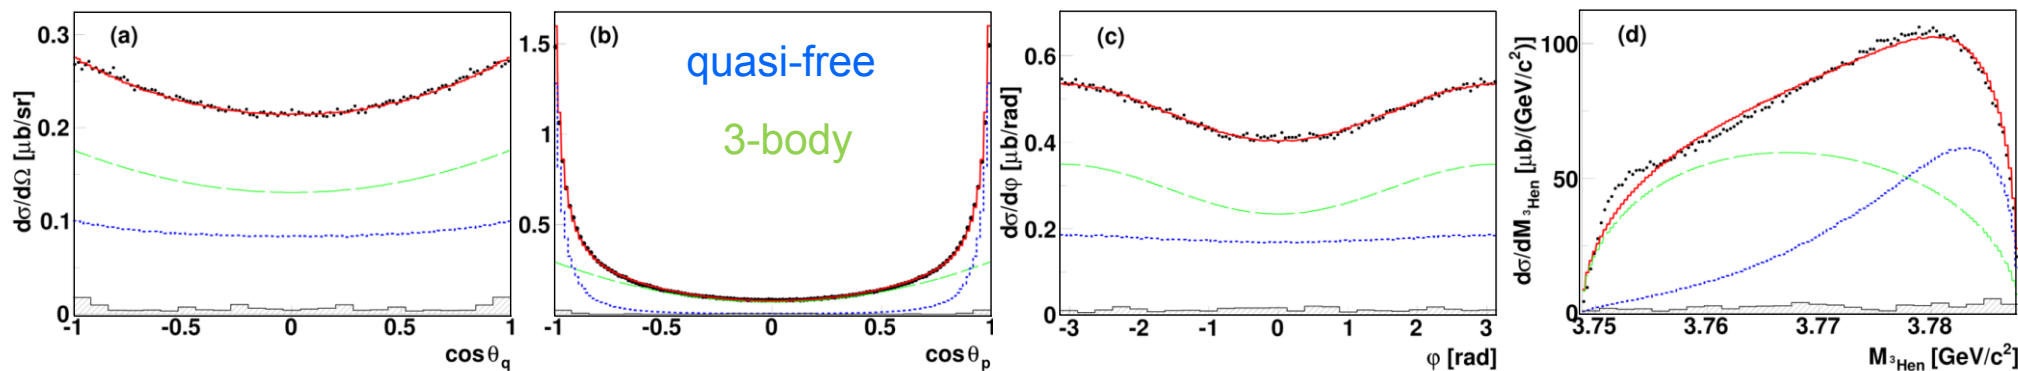 (a)
dσ/dΩ [μb/sr]
0.3
0.2
0.1
0
-1 -0.5 0 0.5 1
cosθq
(b)
quasi-free
3-body
1.5
1
0.5
-1 -0.5 0 0.5 1
cosθp
(c)
dσ/dφ [μb/rad]
0.6
0.4
0.2
0
-3 -2 -1 0 1 2 3
φ [rad]
(d)
dσ/dM³Hen [μb/(GeV/c²)]
100
50
0
3.75 3.76 3.77 3.78
M³Hen [GeV/c²]